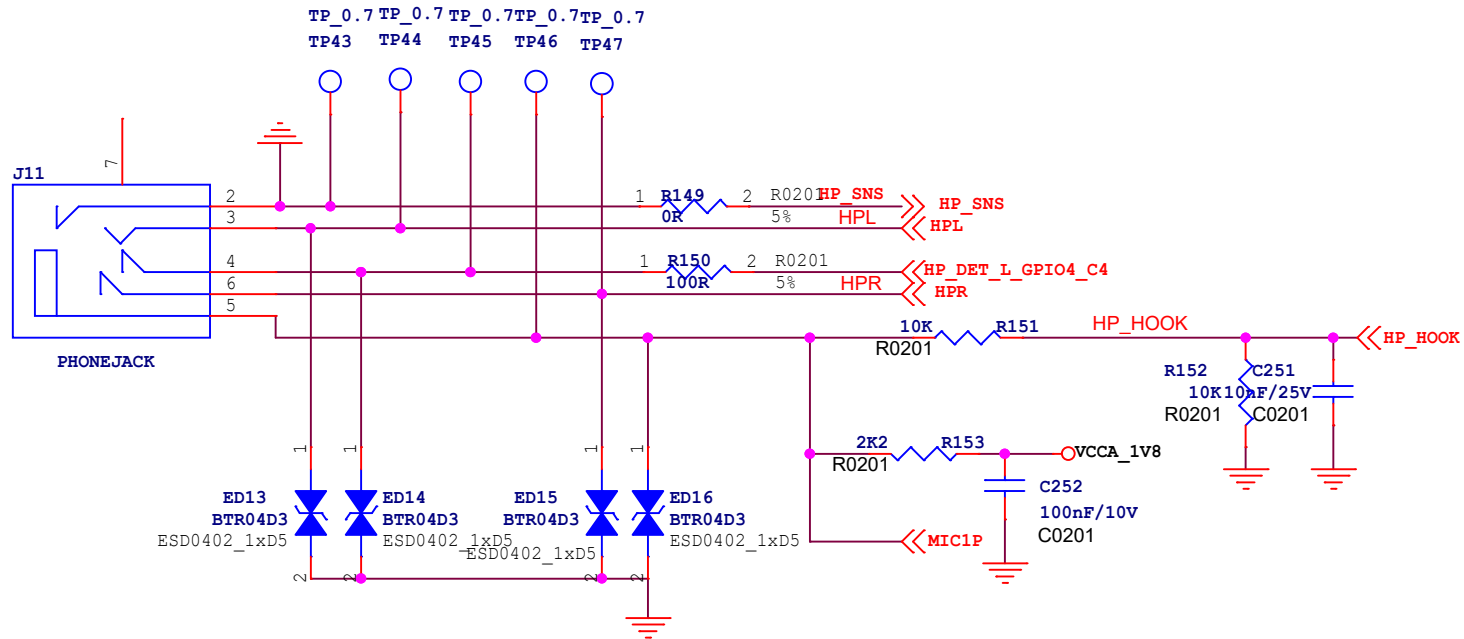 TP_0.7 TP_0.7 TP_0.7 TP_0.7 TP_0.7
TP43 TP44 TP45 TP46 TP47
7
J11
2
3
4
6
5
PHONEJACK
1 R149 2 R0201 HP_SNS HP_SNS
0R 5% HPL HPL
1 R150 2 R0201 HP_DET_L_GPIO4_C4
100R 5% HPR HPR
10K R151 HP_HOOK HP_HOOK
R0201
R152 C251
10K 10nF/25V
R0201 C0201
2K2 R153 VCCA_1V8
R0201
C252
100nF/10V
C0201
MIC1P
1 1 1 1
ED13 ED14 ED15 ED16
BTR04D3 BTR04D3 BTR04D3 BTR04D3
ESD0402_1xD5 ESD0402_1xD5 ESD0402_1xD5 ESD0402_1xD5
2 2 2 2